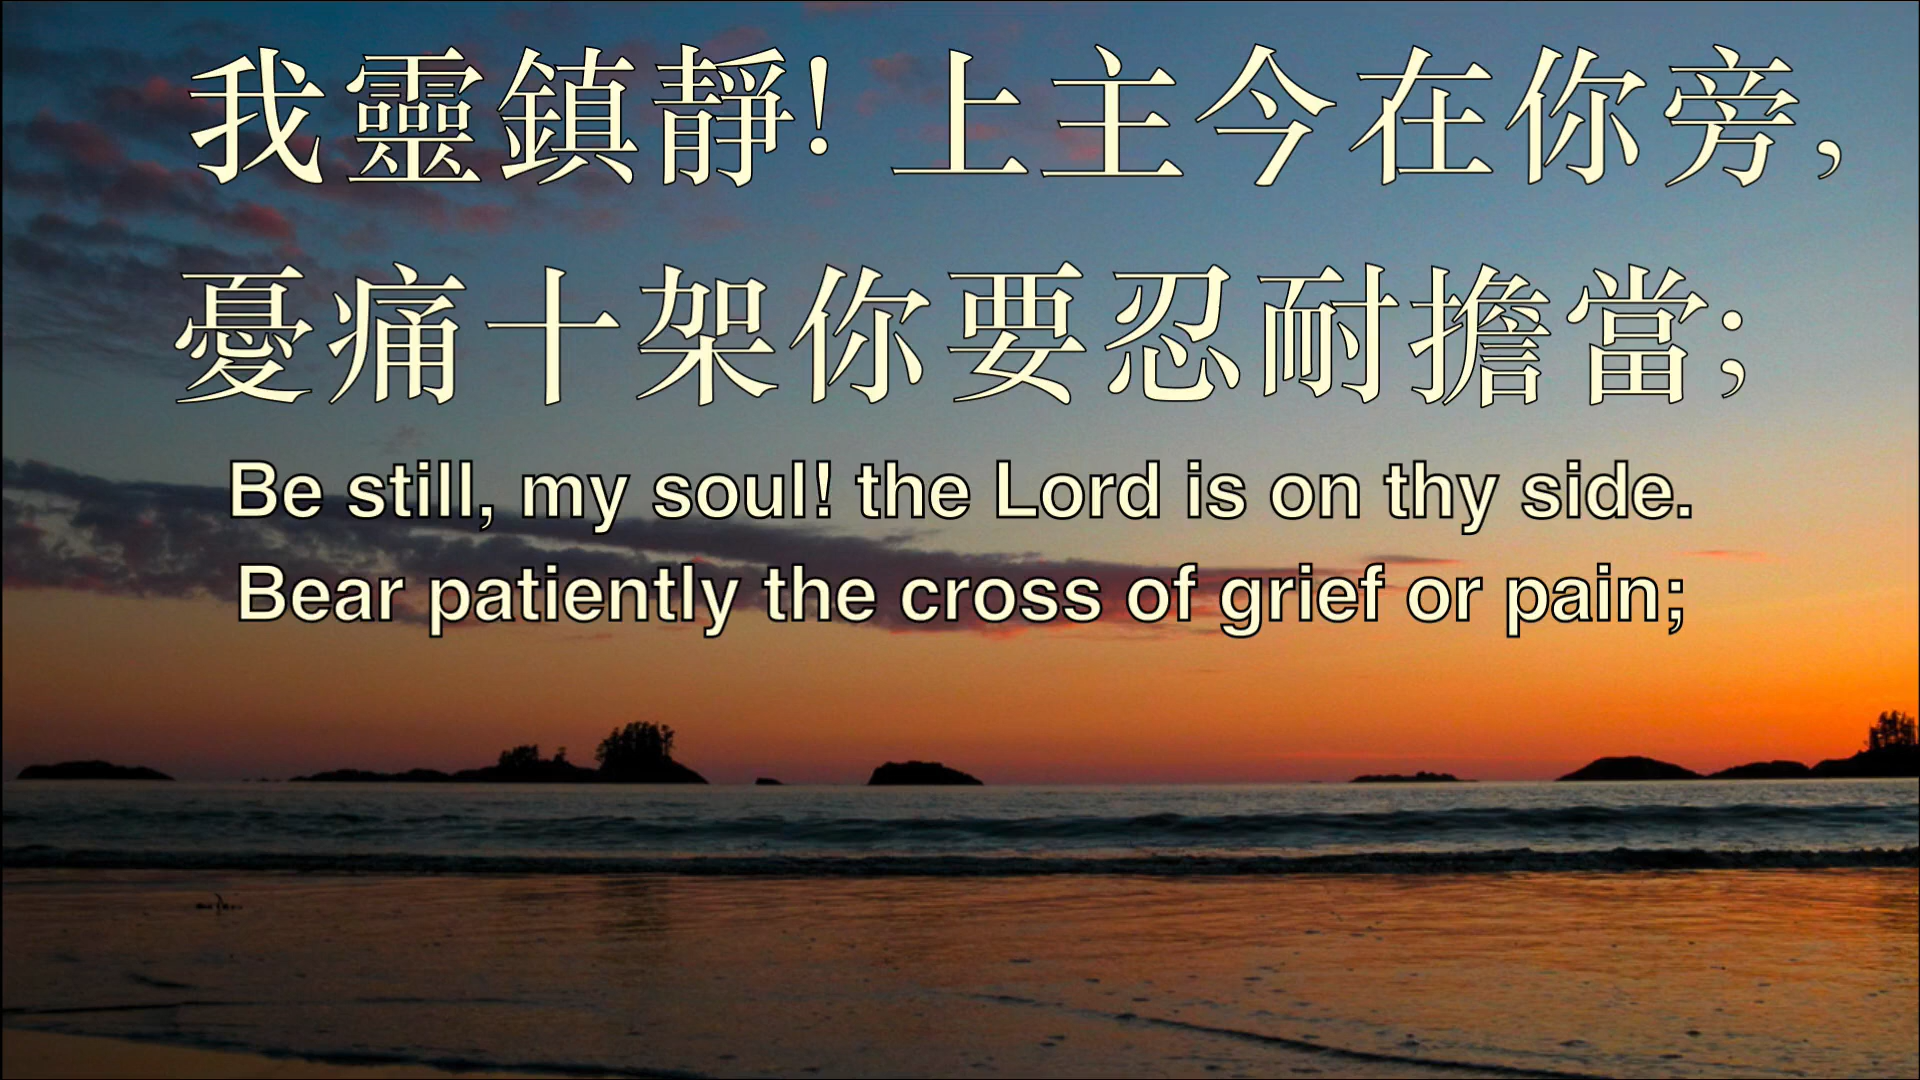 我靈鎮靜! 上主今在你旁,
憂痛十架你要忍耐擔當;
Be still, my soul! the Lord is on thy side.
Bear patiently the cross of grief or pain;